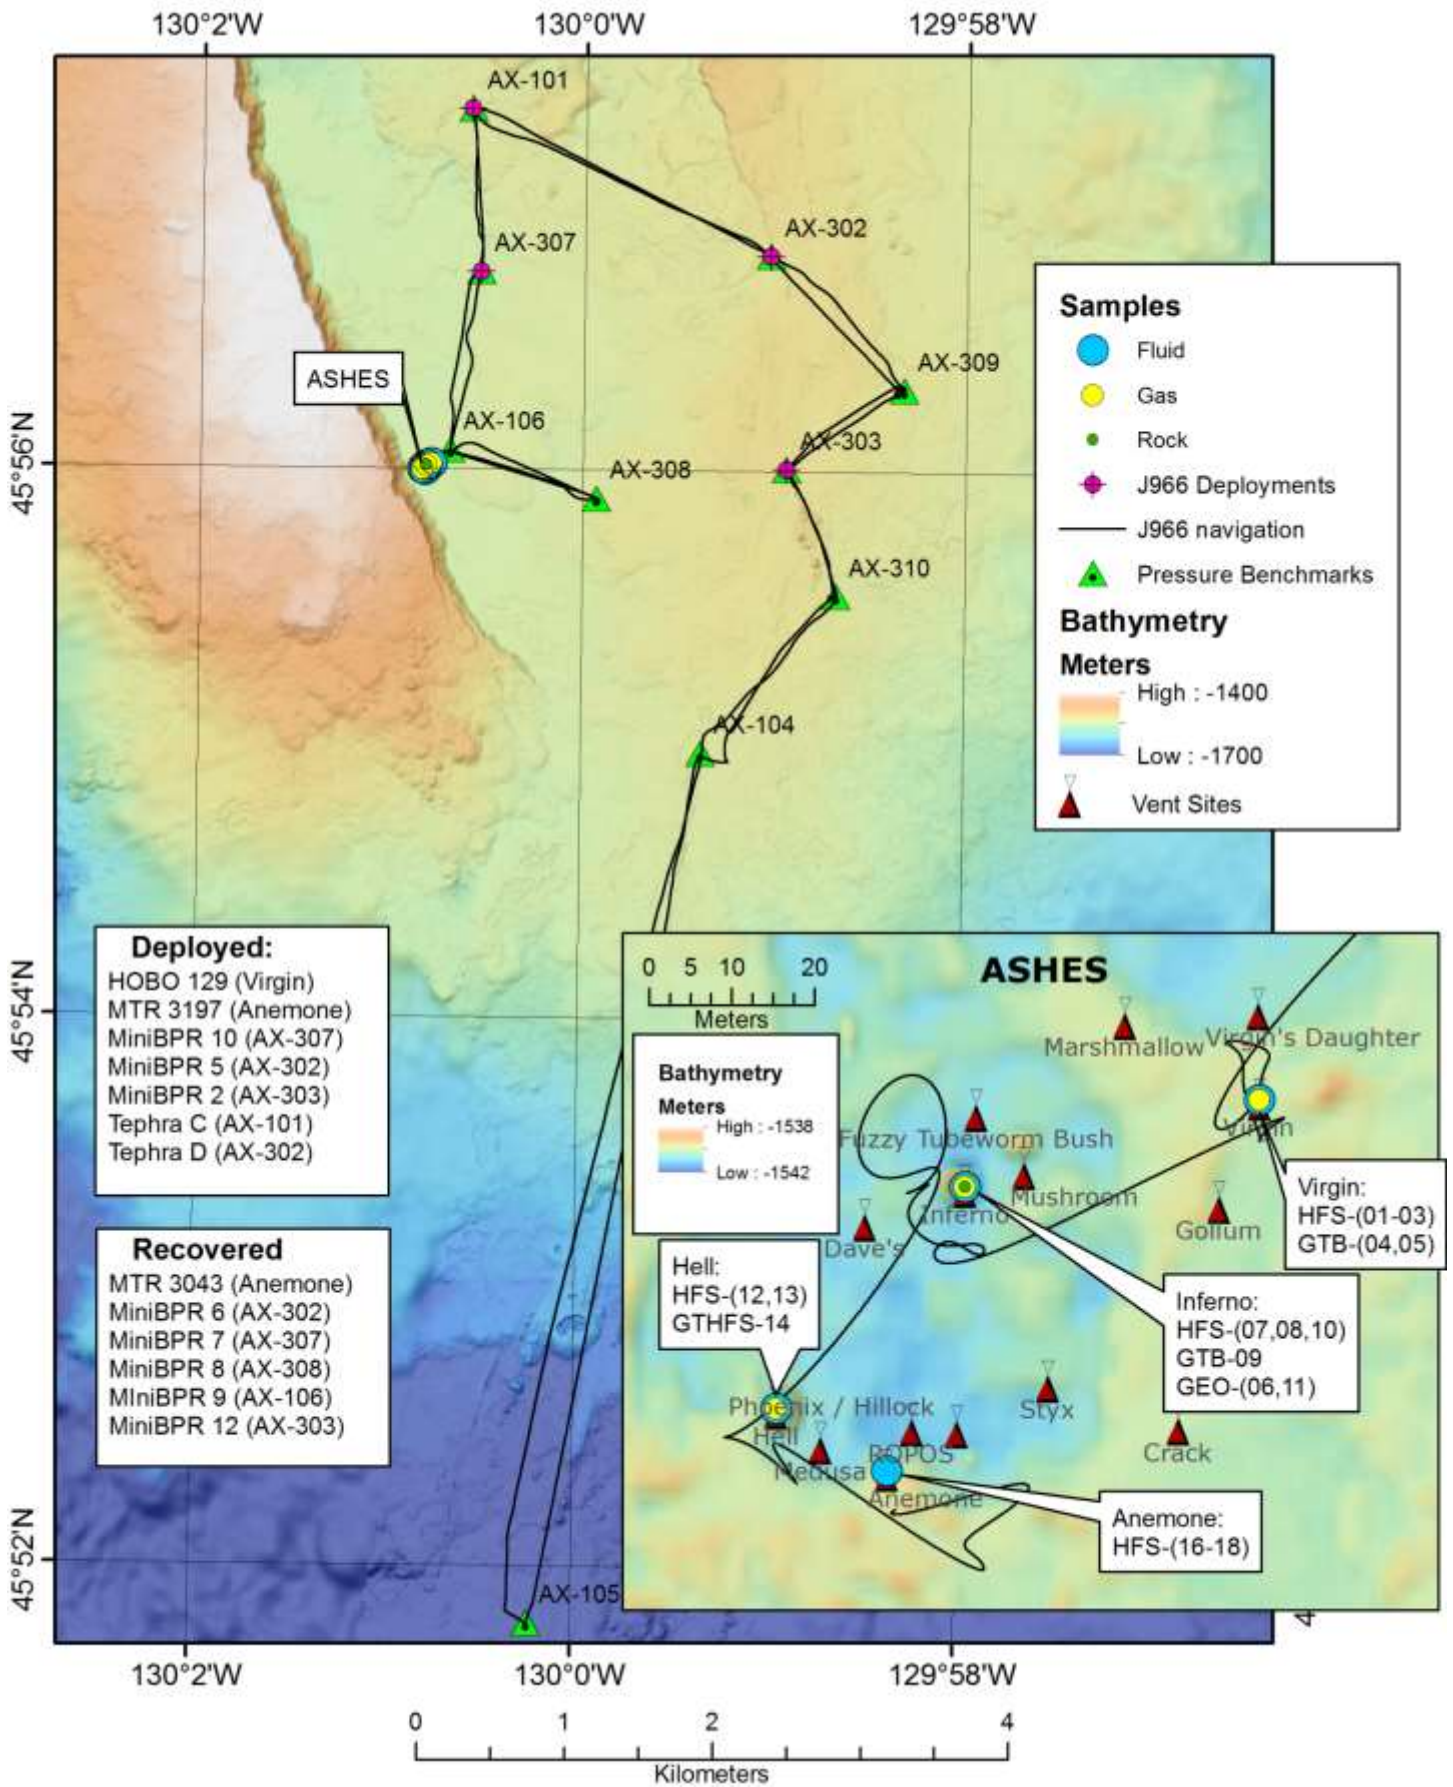 130°2'W
130°0'W
129°58'W
AX-101
AX-307
AX-302
AX-309
ASHES
AX-106
AX-308
AX-303
AX-310
AX-104
AX-105
45°56'N
45°54'N
45°52'N
Samples
Fluid
Gas
Rock
J966 Deployments
J966 navigation
Pressure Benchmarks
Bathymetry
Meters
High : -1400
Low : -1700
Vent Sites
Deployed:
HOBO 129 (Virgin)
MTR 3197 (Anemone)
MiniBPR 10 (AX-307)
MiniBPR 5 (AX-302)
MiniBPR 2 (AX-303)
Tephra C (AX-101)
Tephra D (AX-302)
Recovered
MTR 3043 (Anemone)
MiniBPR 6 (AX-302)
MiniBPR 7 (AX-307)
MiniBPR 8 (AX-308)
MIniBPR 9 (AX-106)
MiniBPR 12 (AX-303)
0 5 10 20
Meters
ASHES
Bathymetry
Meters
High : -1538
Low : -1542
Marshmallow
Virgin's Daughter
Virgin
Fuzzy Tubeworm Bush
Mushroom
Inferno
Dave's
Gollum
Virgin:
HFS-(01-03)
GTB-(04,05)
Hell:
HFS-(12,13)
GTHFS-14
Inferno:
HFS-(07,08,10)
GTB-09
GEO-(06,11)
Phoenix / Hillock
Hell
Medusa
ROPOS
Anemone
Styx
Crack
Anemone:
HFS-(16-18)
4
130°2'W
130°0'W
129°58'W
0 1 2 4
Kilometers